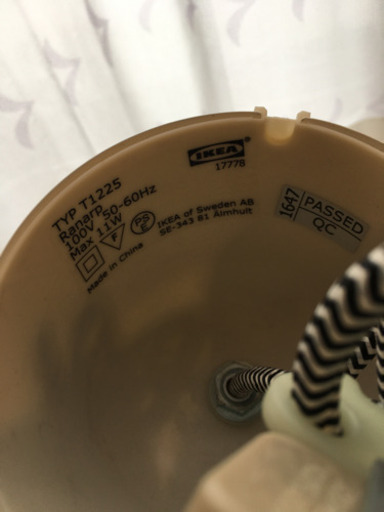 IKEA®
17778
TYP T1225
Ranarp
100V 50-60Hz
Max 11W
F
PS
E
IKEA of Sweden AB
SE-343 81 Älmhult
Made in China
1647
PASSED
QC